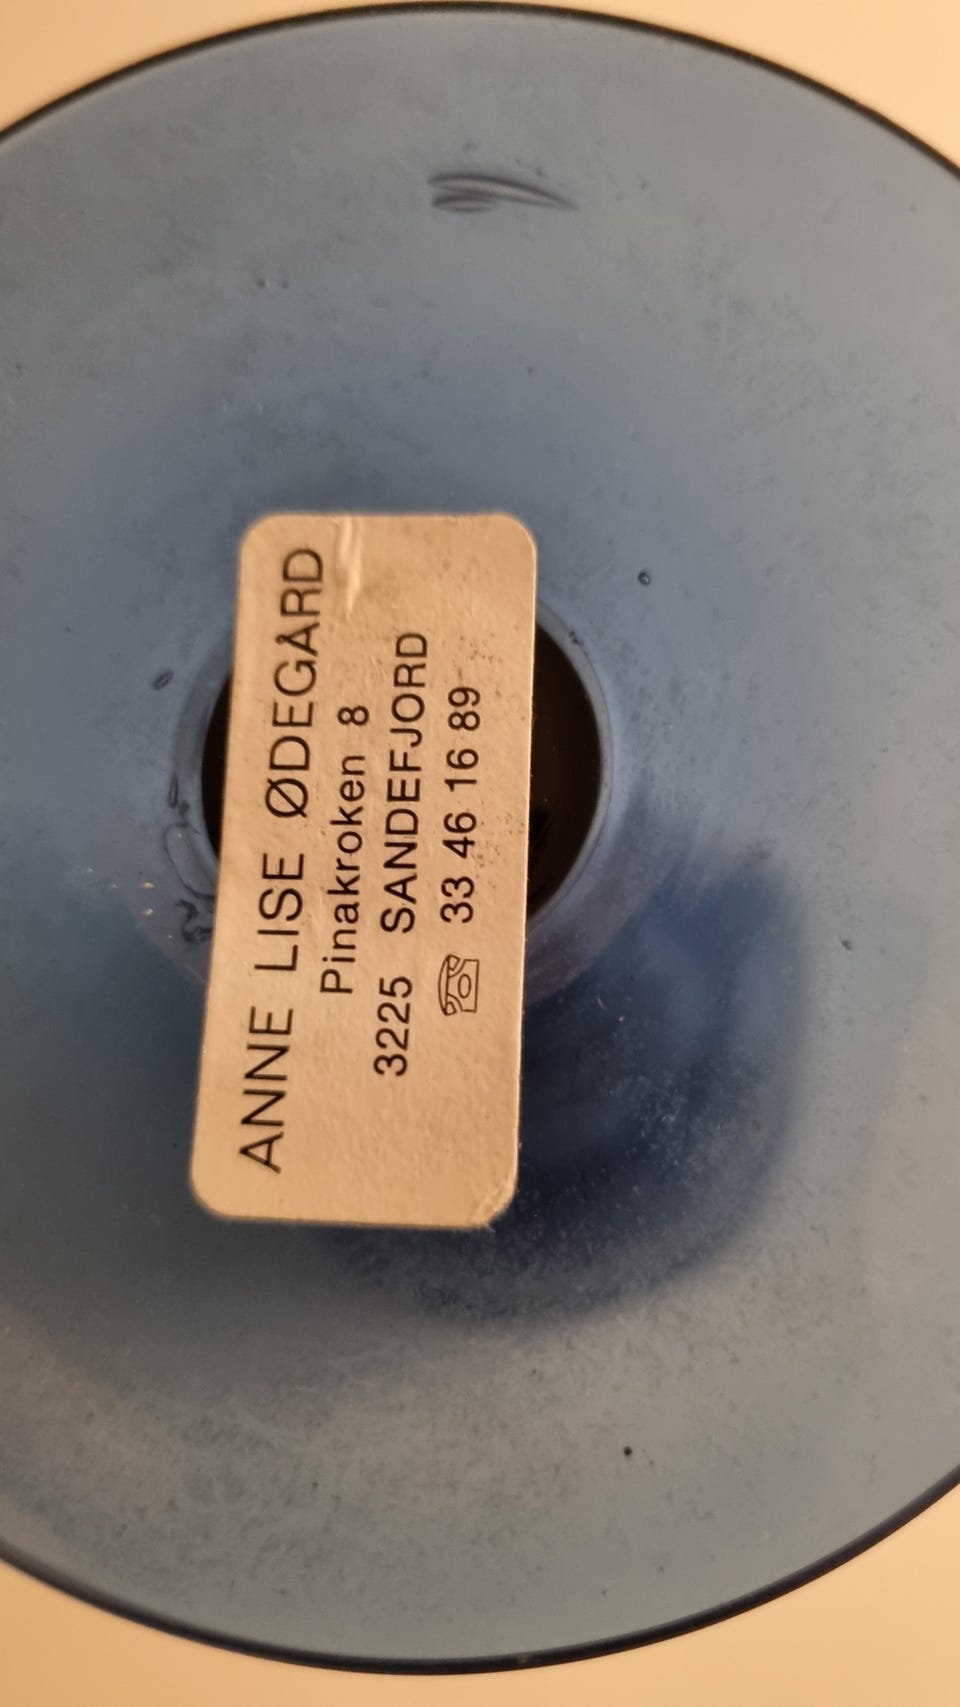 ANNE LISE ØDEGÅRD
Pinakroken 8
3225 SANDEFJORD
☎ 33 46 16 89